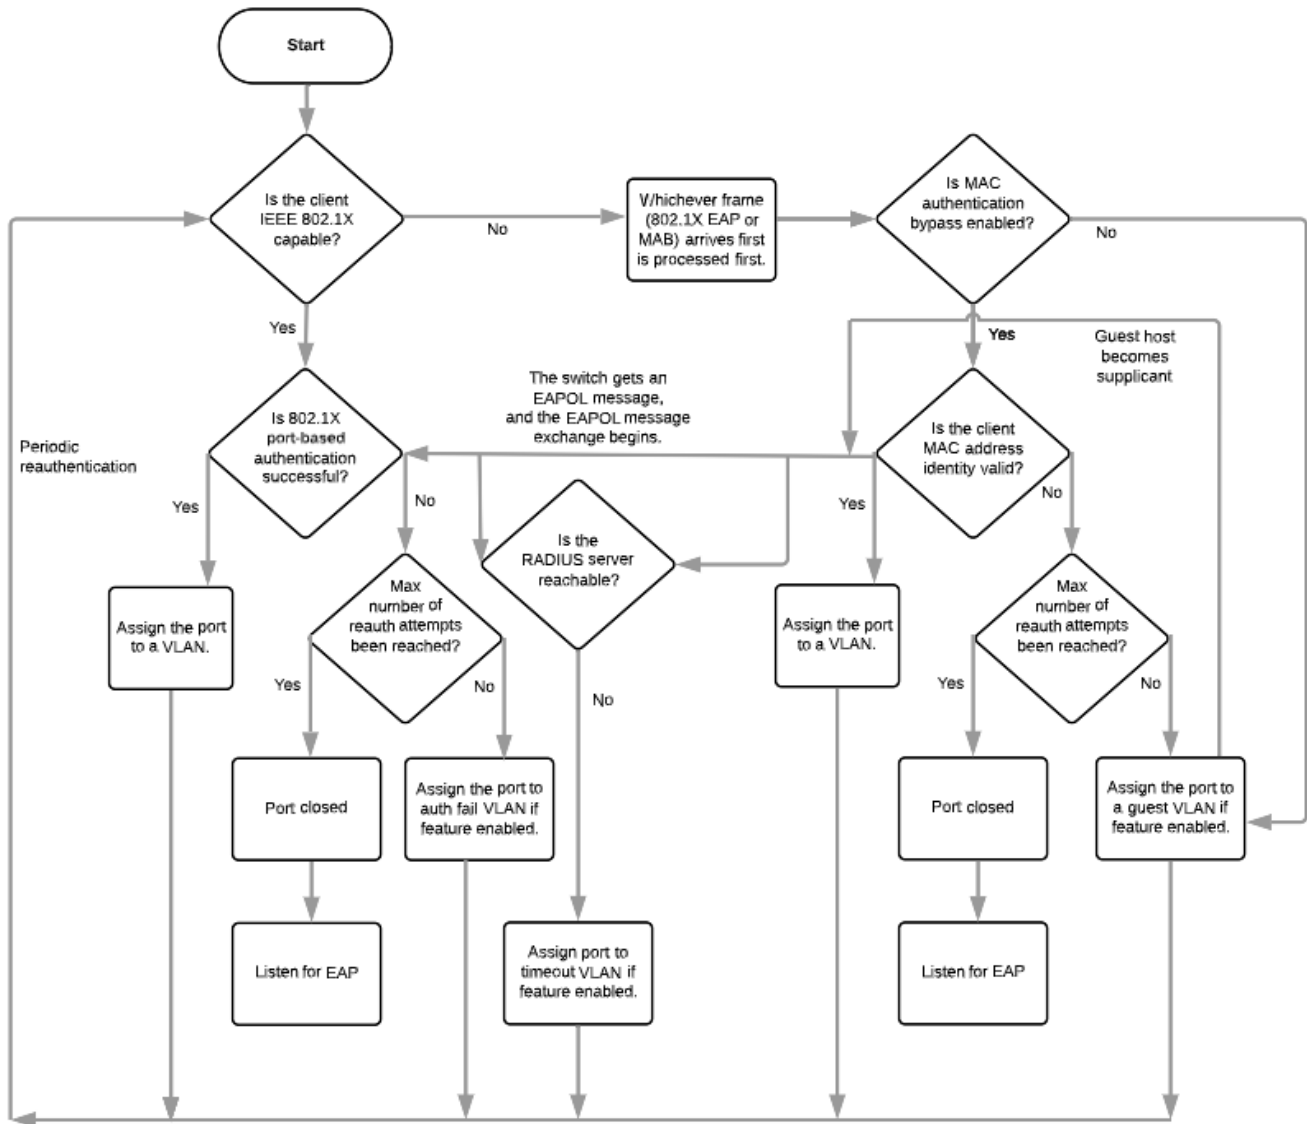 Start
Is the client
IEEE 802.1X
capable?
No
Whichever frame
(802.1X EAP or
MAB) arrives first
is processed first.
Is MAC
authentication
bypass enabled?
No
Yes
Yes
Guest host
becomes
supplicant
The switch gets an
EAPOL message,
and the EAPOL message
exchange begins.
Periodic
reauthentication
Is 802.1X
port-based
authentication
successful?
Is the client
MAC address
identity valid?
Yes
No
Yes
No
Is the
RADIUS server
reachable?
Assign the port
to a VLAN.
Max
number of
reauth attempts
been reached?
Assign the port
to a VLAN.
Max
number of
reauth attempts
been reached?
Yes
No
No
Yes
No
Port closed
Assign the port to
auth fail VLAN if
feature enabled.
Port closed
Assign the port to
a guest VLAN if
feature enabled.
Listen for EAP
Assign port to
timeout VLAN if
feature enabled.
Listen for EAP